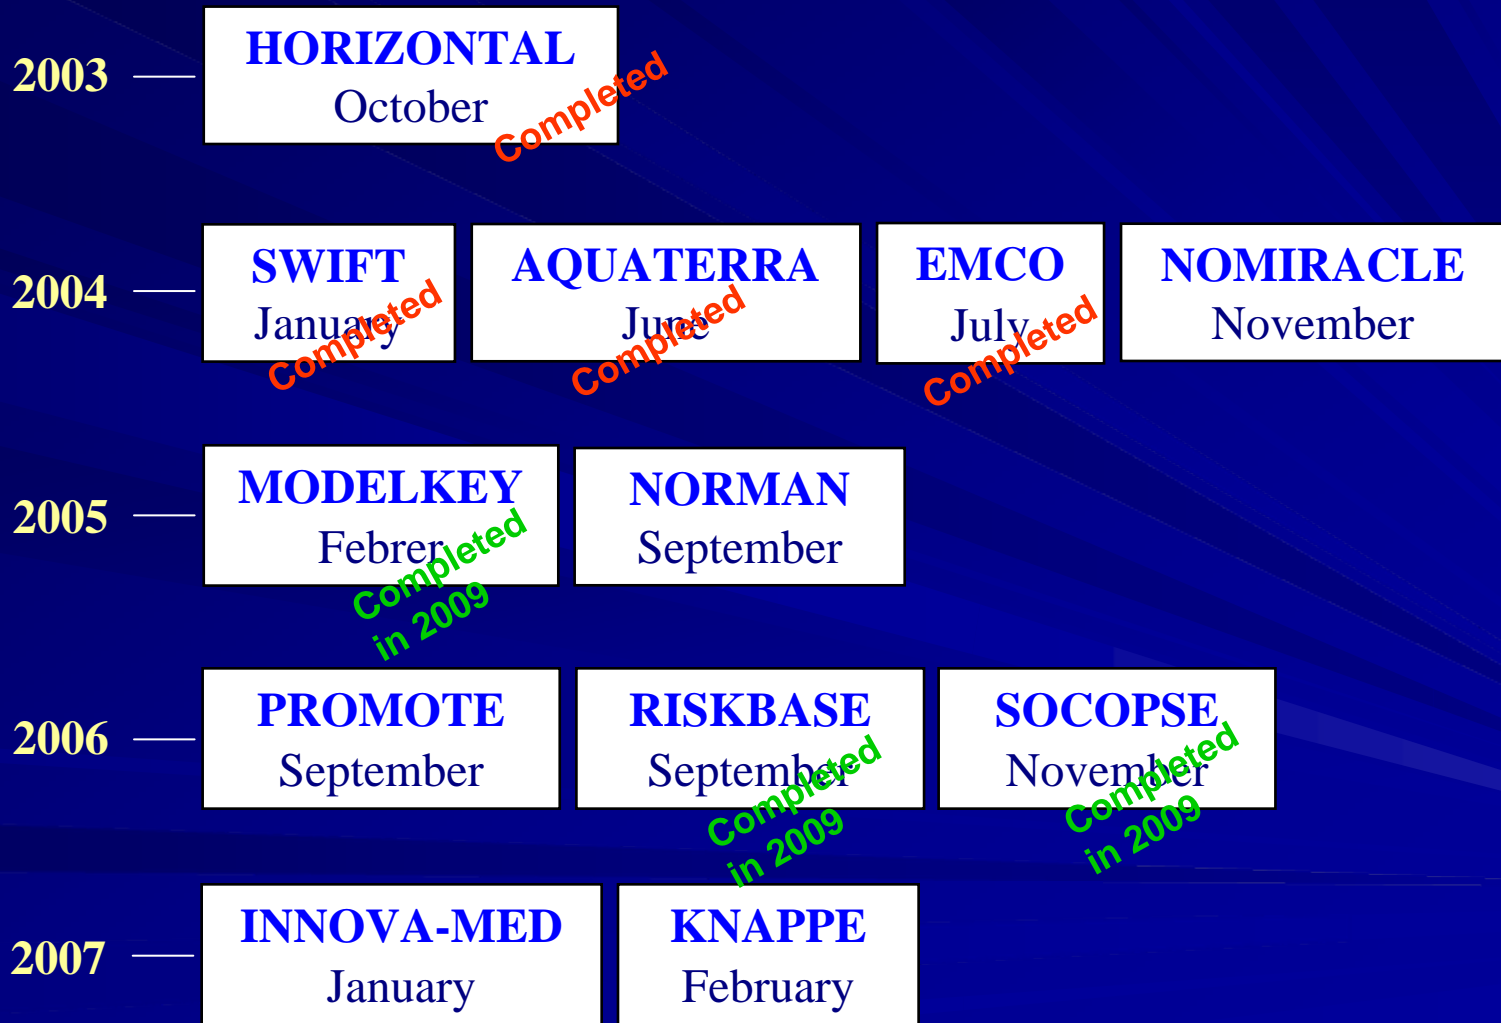 2003
HORIZONTAL
October
Completed
2004
SWIFT
January
Completed
AQUATERRA
June
Completed
EMCO
July
Completed
NOMIRACLE
November
2005
MODELKEY
Febrer
Completed
in 2009
NORMAN
September
2006
PROMOTE
September
RISKBASE
September
Completed
in 2009
SOCOPSE
November
Completed
in 2009
2007
INNOVA-MED
January
KNAPPE
February